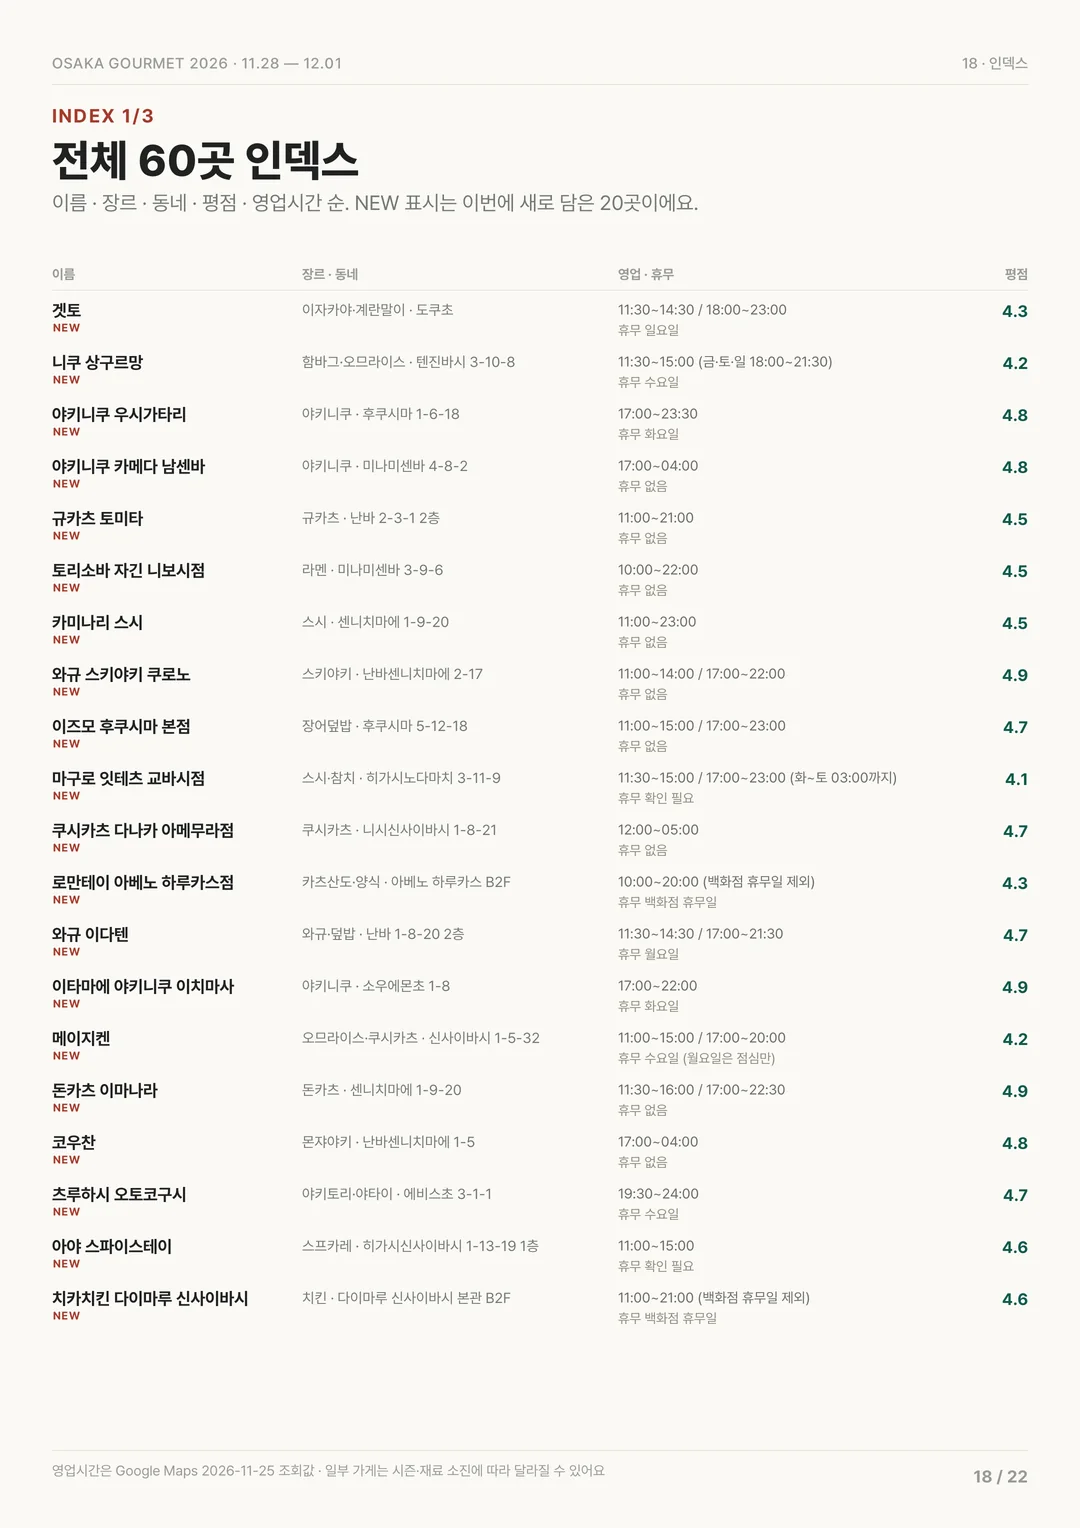 OSAKA GOURMET 2026 · 11.28 — 12.01
18 · 인덱스
INDEX 1/3
전체 60곳 인덱스
이름 · 장르 · 동네 · 평점 · 영업시간 순. NEW 표시는 이번에 새로 담은 20곳이에요.
이름 장르 · 동네 영업 · 휴무 평점
겟토 이자카야·계란말이 · 도쿠초 11:30~14:30 / 18:00~23:00 4.3
NEW 휴무 일요일
니쿠 상구르망 함바그·오므라이스 · 텐진바시 3-10-8 11:30~15:00 (금·토·일 18:00~21:30) 4.2
NEW 휴무 수요일
야키니쿠 우시가타리 야키니쿠 · 후쿠시마 1-6-18 17:00~23:30 4.8
NEW 휴무 화요일
야키니쿠 카메다 남센바 야키니쿠 · 미나미센바 4-8-2 17:00~04:00 4.8
NEW 휴무 없음
규카츠 토미타 규카츠 · 난바 2-3-1 2층 11:00~21:00 4.5
NEW 휴무 없음
토리소바 자긴 니보시점 라멘 · 미나미센바 3-9-6 10:00~22:00 4.5
NEW 휴무 없음
카미나리 스시 스시 · 센니치마에 1-9-20 11:00~23:00 4.5
NEW 휴무 없음
와규 스키야키 쿠로노 스키야키 · 난바센니치마에 2-17 11:00~14:00 / 17:00~22:00 4.9
NEW 휴무 없음
이즈모 후쿠시마 본점 장어덮밥 · 후쿠시마 5-12-18 11:00~15:00 / 17:00~23:00 4.7
NEW 휴무 없음
마구로 잇테츠 교바시점 스시·참치 · 히가시노다마치 3-11-9 11:30~15:00 / 17:00~23:00 (화~토 03:00까지) 4.1
NEW 휴무 확인 필요
쿠시카츠 다나카 아메무라점 쿠시카츠 · 니시신사이바시 1-8-21 12:00~05:00 4.7
NEW 휴무 없음
로만테이 아베노 하루카스점 카츠산도·양식 · 아베노 하루카스 B2F 10:00~20:00 (백화점 휴무일 제외) 4.3
NEW 휴무 백화점 휴무일
와규 이다텐 와규·덮밥 · 난바 1-8-20 2층 11:30~14:30 / 17:00~21:30 4.7
NEW 휴무 월요일
이타마에 야키니쿠 이치마사 야키니쿠 · 소우에몬초 1-8 17:00~22:00 4.9
NEW 휴무 화요일
메이지켄 오므라이스·쿠시카츠 · 신사이바시 1-5-32 11:00~15:00 / 17:00~20:00 4.2
NEW 휴무 수요일 (월요일은 점심만)
돈카츠 이마나라 돈카츠 · 센니치마에 1-9-20 11:30~16:00 / 17:00~22:30 4.9
NEW 휴무 없음
코우찬 몬쟈야키 · 난바센니치마에 1-5 17:00~04:00 4.8
NEW 휴무 없음
츠루하시 오토코구시 야키토리·야타이 · 에비스초 3-1-1 19:30~24:00 4.7
NEW 휴무 수요일
아야 스파이스테이 스프카레 · 히가시신사이바시 1-13-19 1층 11:00~15:00 4.6
NEW 휴무 확인 필요
치카치킨 다이마루 신사이바시 치킨 · 다이마루 신사이바시 본관 B2F 11:00~21:00 (백화점 휴무일 제외) 4.6
NEW 휴무 백화점 휴무일
영업시간은 Google Maps 2026-11-25 조회값 · 일부 가게는 시즌·재료 소진에 따라 달라질 수 있어요
18 / 22